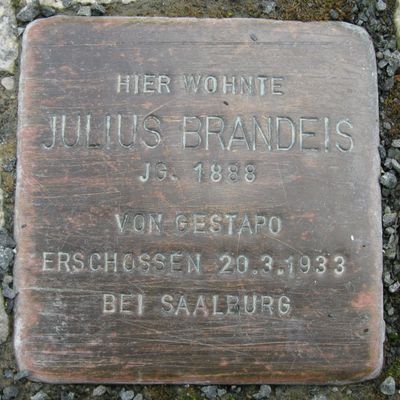 HIER WOHNTE
JULIUS BRANDEIS
JG. 1888
VON GESTAPO
ERSCHOSSEN 20.3.1933
BEI SAALBURG